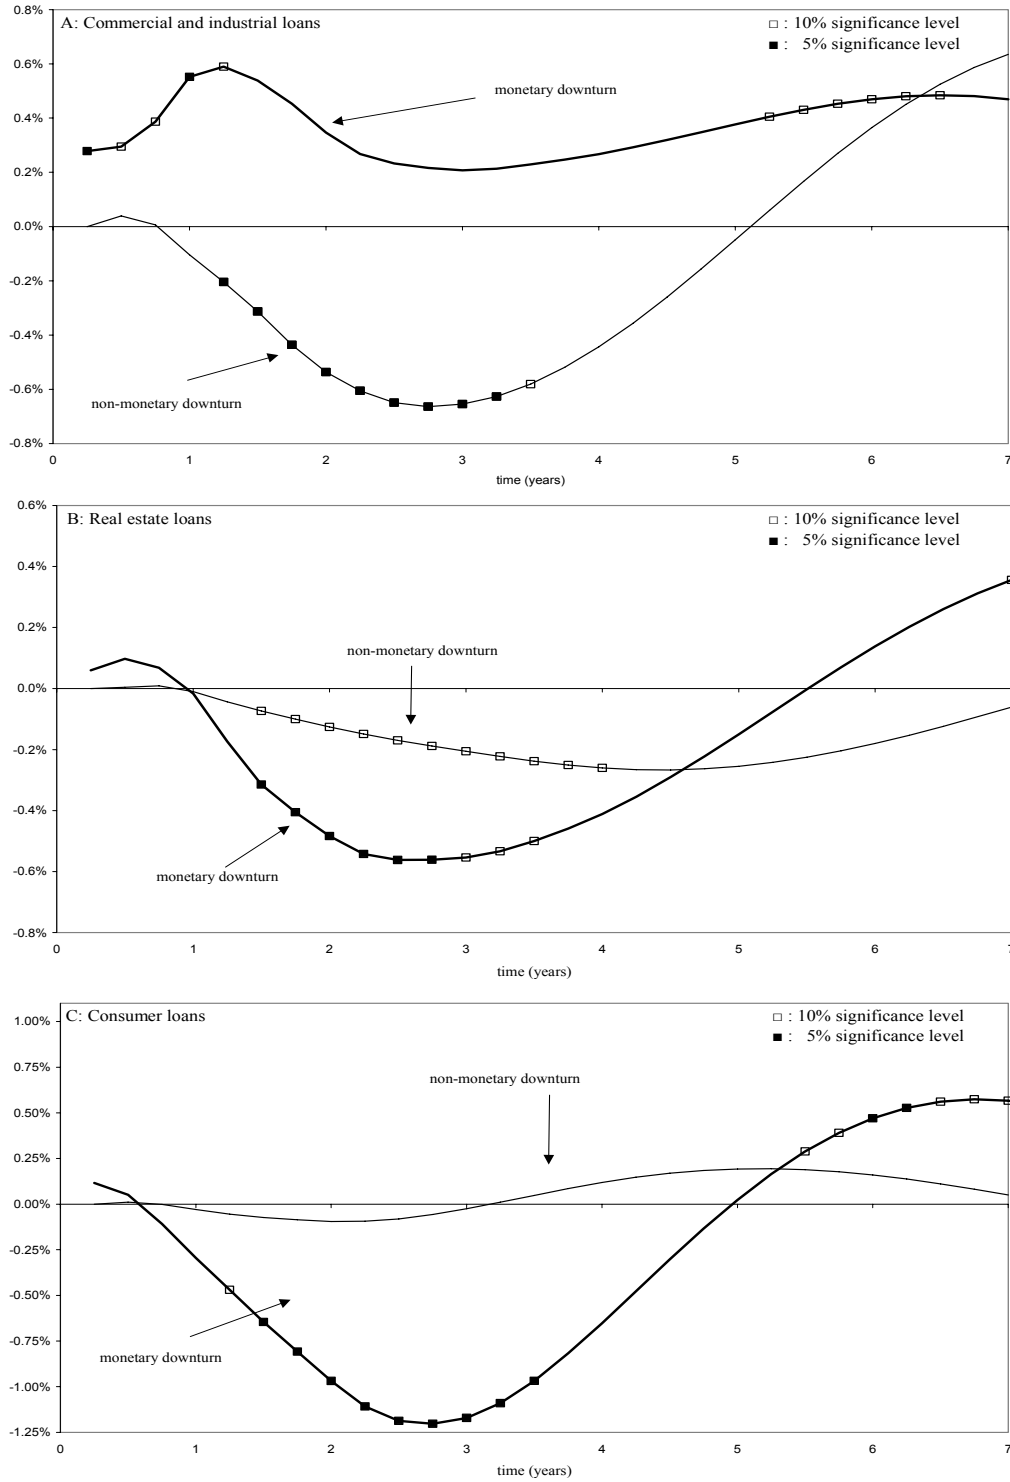 A: Commercial and industrial loans
□ : 10% significance level
■ : 5% significance level
0.8%
0.6%
0.4%
0.2%
0.0%
-0.2%
-0.4%
-0.6%
-0.8%
monetary downturn
non-monetary downturn
0 1 2 3 4 5 6 7
time (years)
B: Real estate loans
□ : 10% significance level
■ : 5% significance level
0.6%
0.4%
0.2%
0.0%
-0.2%
-0.4%
-0.6%
-0.8%
non-monetary downturn
monetary downturn
0 1 2 3 4 5 6 7
time (years)
C: Consumer loans
□ : 10% significance level
■ : 5% significance level
1.00%
0.75%
0.50%
0.25%
0.00%
-0.25%
-0.50%
-0.75%
-1.00%
-1.25%
non-monetary downturn
monetary downturn
0 1 2 3 4 5 6 7
time (years)